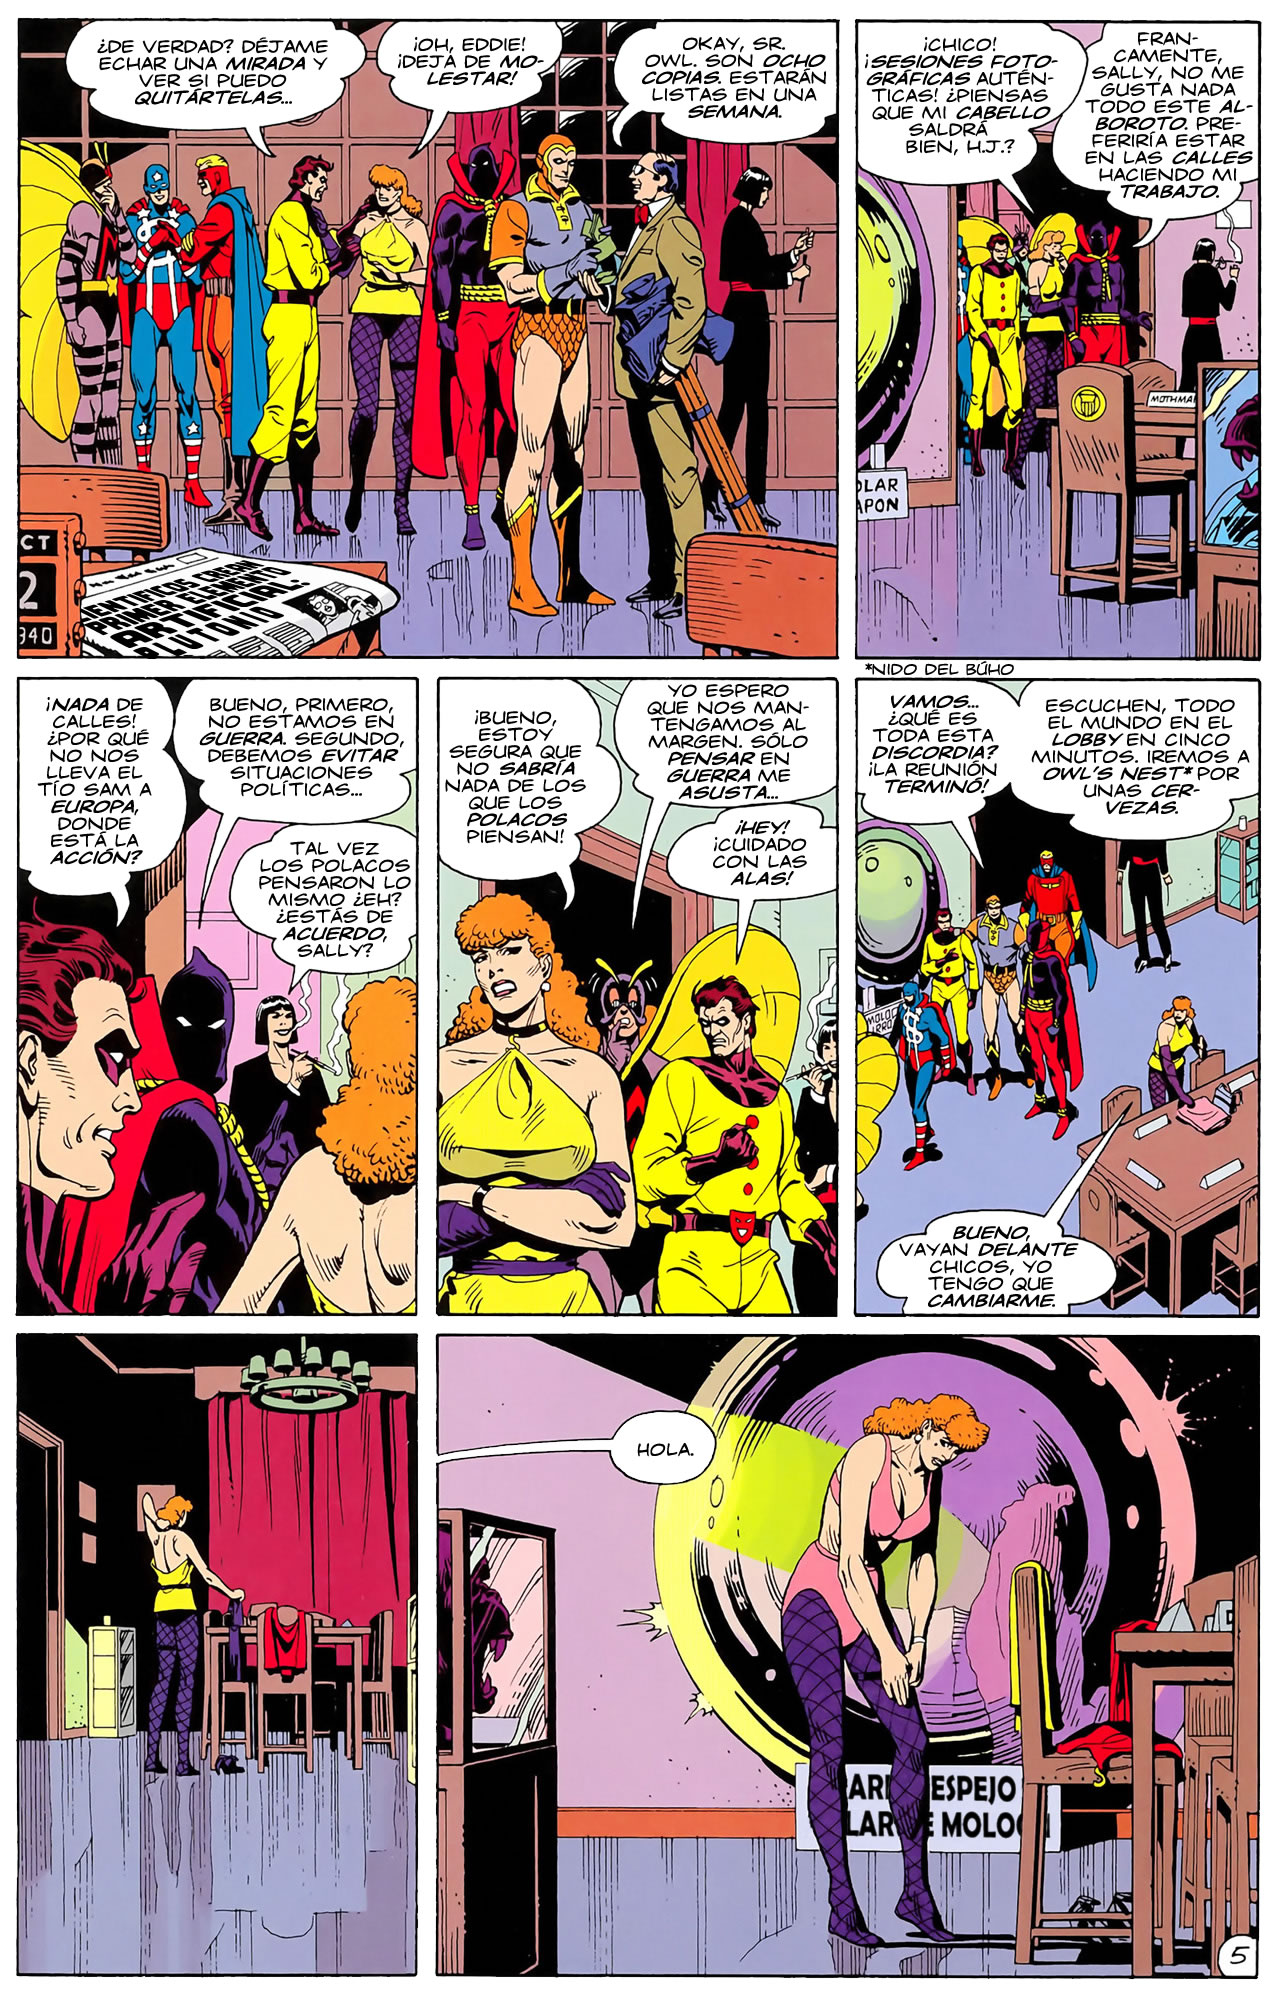 ¿DE VERDAD? DÉJAME
ECHAR UNA MIRADA Y
VER SI PUEDO
QUITÁRTELAS...
¡OH, EDDIE!
¡DEJA DE MO-
LESTAR!
OKAY, SR.
OWL. SON OCHO
COPIAS. ESTARÁN
LISTAS EN UNA
SEMANA.
CT
2
940
CIENTÍFICOS CREAN
PRIMER ELEMENTO
ARTIFICIAL:
PLUTONIO
¡CHICO!
¡SESIONES FOTO-
GRÁFICAS AUTÉN-
TICAS! ¿PIENSAS
QUE MI CABELLO
SALDRÁ
BIEN, H.J.?
FRAN-
CAMENTE,
SALLY, NO ME
GUSTA NADA
TODO ESTE AL-
BOROTO. PRE-
FERIRÍA ESTAR
EN LAS CALLES
HACIENDO MI
TRABAJO.
MOTHMA
OLAR
APON
¡NADA DE
CALLES!
¿POR QUÉ
NO NOS
LLEVA EL
TÍO SAM A
EUROPA,
DONDE
ESTÁ LA
ACCIÓN?
BUENO, PRIMERO,
NO ESTAMOS EN
GUERRA. SEGUNDO,
DEBEMOS EVITAR
SITUACIONES
POLÍTICAS...
TAL VEZ
LOS POLACOS
PENSARON LO
MISMO ¿EH?
¿ESTÁS DE
ACUERDO,
SALLY?
¡BUENO,
ESTOY
SEGURA QUE
NO SABRÍA
NADA DE LOS
QUE LOS
POLACOS
PIENSAN!
YO ESPERO
QUE NOS MAN-
TENGAMOS AL
MARGEN. SÓLO
PENSAR EN
GUERRA ME
ASUSTA...
¡HEY!
¡CUIDADO
CON LAS
ALAS!
*NIDO DEL BÚHO
VAMOS...
¿QUÉ ES
TODA ESTA
DISCORDIA?
¡LA REUNIÓN
TERMINÓ!
ESCUCHEN, TODO
EL MUNDO EN EL
LOBBY EN CINCO
MINUTOS. IREMOS A
OWL'S NEST* POR
UNAS CER-
VEZAS.
MOLOC
IRRO
BUENO,
VAYAN DELANTE
CHICOS, YO
TENGO QUE
CAMBIARME.
HOLA.
ESPEJO
LAR DE MOLOCH
5